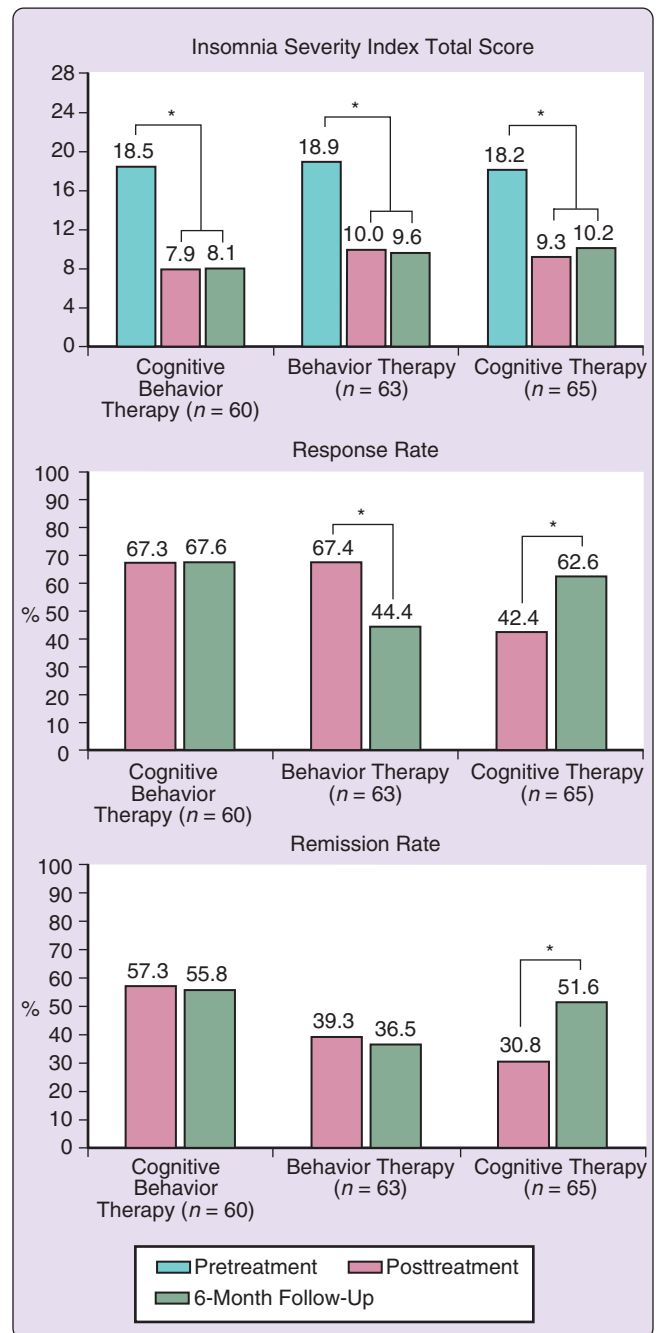 Insomnia Severity Index Total Score
28
24
20
16
12
8
4
0
*
*
*
18.5
7.9
8.1
18.9
10.0
9.6
18.2
9.3
10.2
Cognitive
Behavior
Therapy (n = 60)
Behavior Therapy
(n = 63)
Cognitive Therapy
(n = 65)
Response Rate
100
90
80
70
60
50
40
30
20
10
0
%
67.3
67.6
*
67.4
44.4
*
42.4
62.6
Cognitive
Behavior
Therapy (n = 60)
Behavior Therapy
(n = 63)
Cognitive Therapy
(n = 65)
Remission Rate
100
90
80
70
60
50
40
30
20
10
0
%
57.3
55.8
39.3
36.5
*
30.8
51.6
Cognitive
Behavior
Therapy (n = 60)
Behavior Therapy
(n = 63)
Cognitive Therapy
(n = 65)
Pretreatment
Posttreatment
6-Month Follow-Up